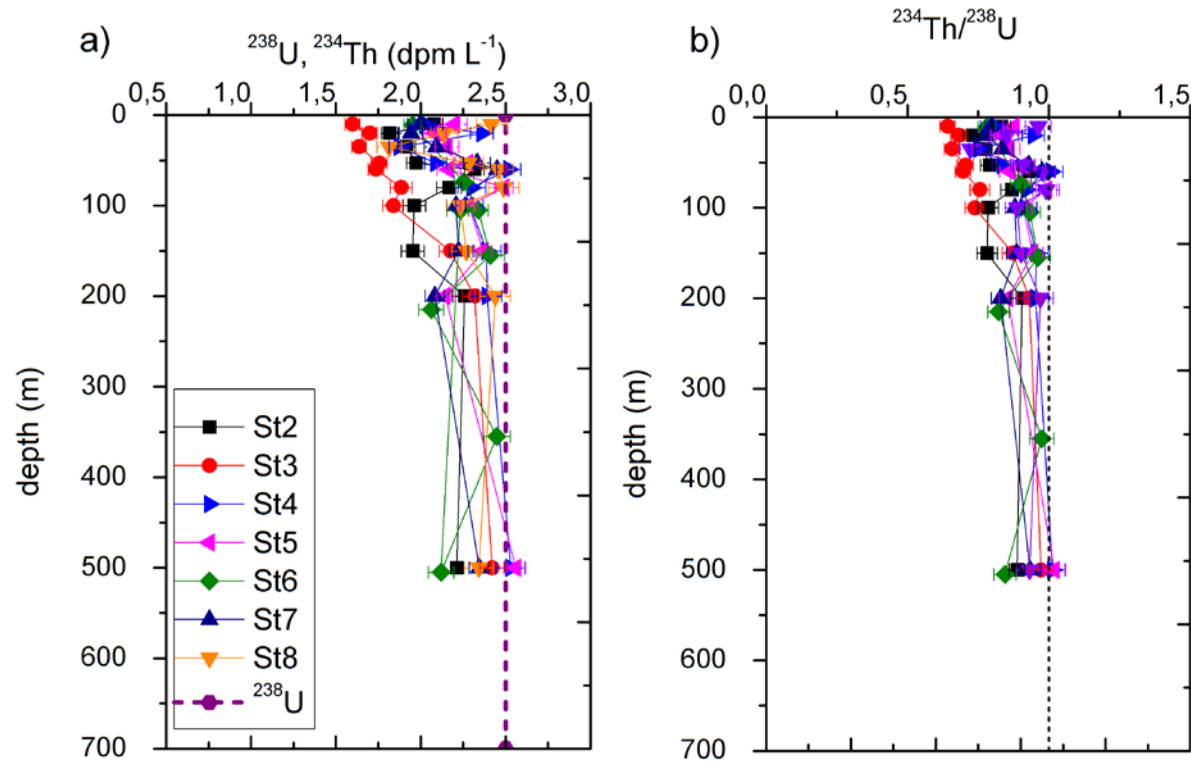 a)
²³⁸U, ²³⁴Th (dpm L⁻¹)
0,5 1,0 1,5 2,0 2,5 3,0
0
100
200
300
400
500
600
700
depth (m)
St2
St3
St4
St5
St6
St7
St8
²³⁸U
b)
²³⁴Th/²³⁸U
0,0 0,5 1,0 1,5
0
100
200
300
400
500
600
700
depth (m)